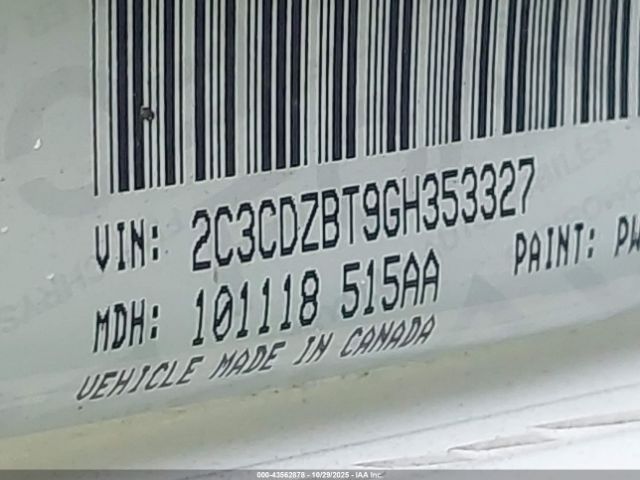 VIN: 2C3CDZBT9GH353327
MDH: 101118 515AA PAINT: PW
VEHICLE MADE IN CANADA
000-43562878 - 10/29/2025 - IAA Inc.